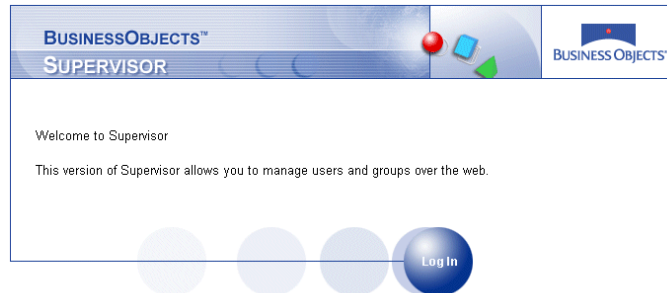 BUSINESSOBJECTS™
SUPERVISOR
BUSINESS OBJECTS™
Welcome to Supervisor
This version of Supervisor allows you to manage users and groups over the web.
Log In